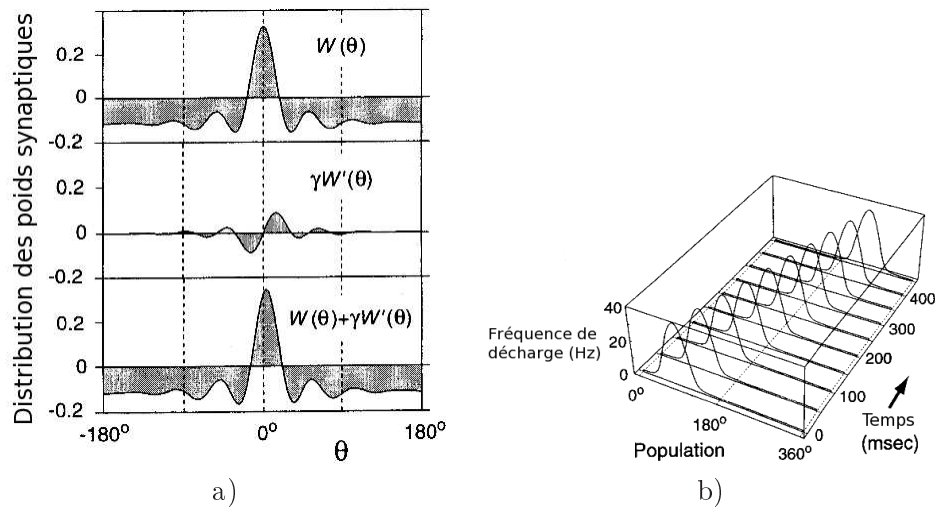 Distribution des poids synaptiques
0.2
0
-0.2
0.2
0
-0.2
0.2
0
-0.2
W(θ)
γW'(θ)
W(θ)+γW'(θ)
-180° 0° 180°
θ
a)
Fréquence de
décharge (Hz)
40
20
0
0°
180°
360°
Population
0
100
200
300
400
Temps
(msec)
b)